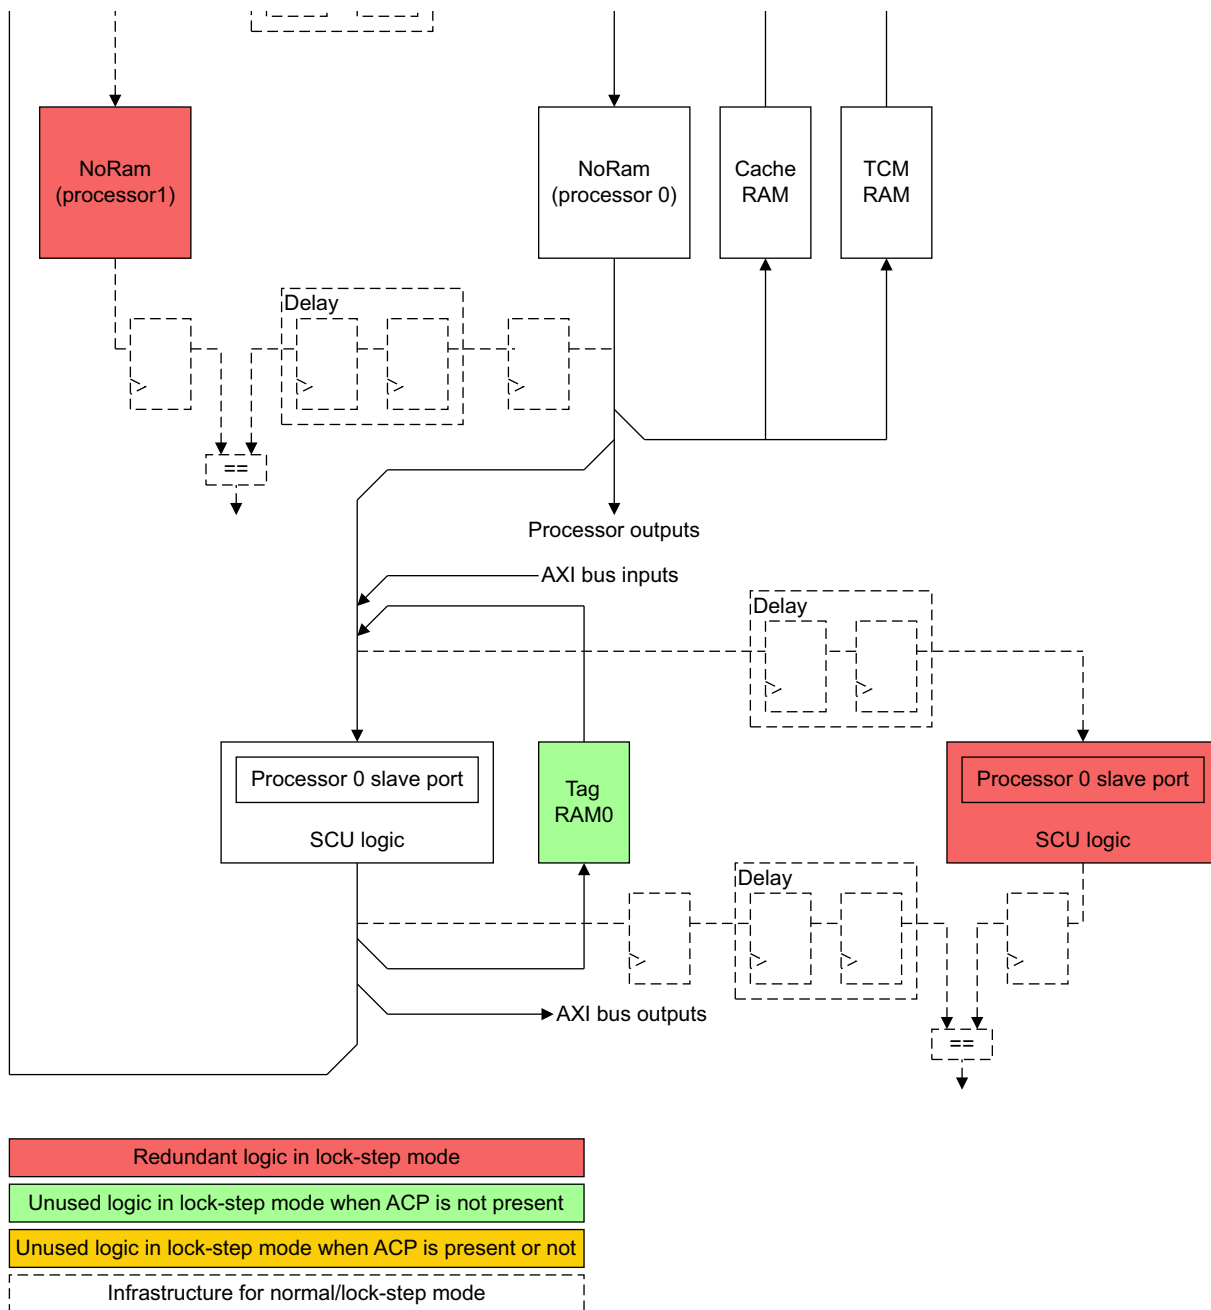 NoRam
(processor1)
NoRam
(processor 0)
Cache
RAM
TCM
RAM
Delay
==
Processor outputs
AXI bus inputs
Delay
Processor 0 slave port
SCU logic
Tag
RAM0
Processor 0 slave port
SCU logic
Delay
AXI bus outputs
==
Redundant logic in lock-step mode
Unused logic in lock-step mode when ACP is not present
Unused logic in lock-step mode when ACP is present or not
Infrastructure for normal/lock-step mode